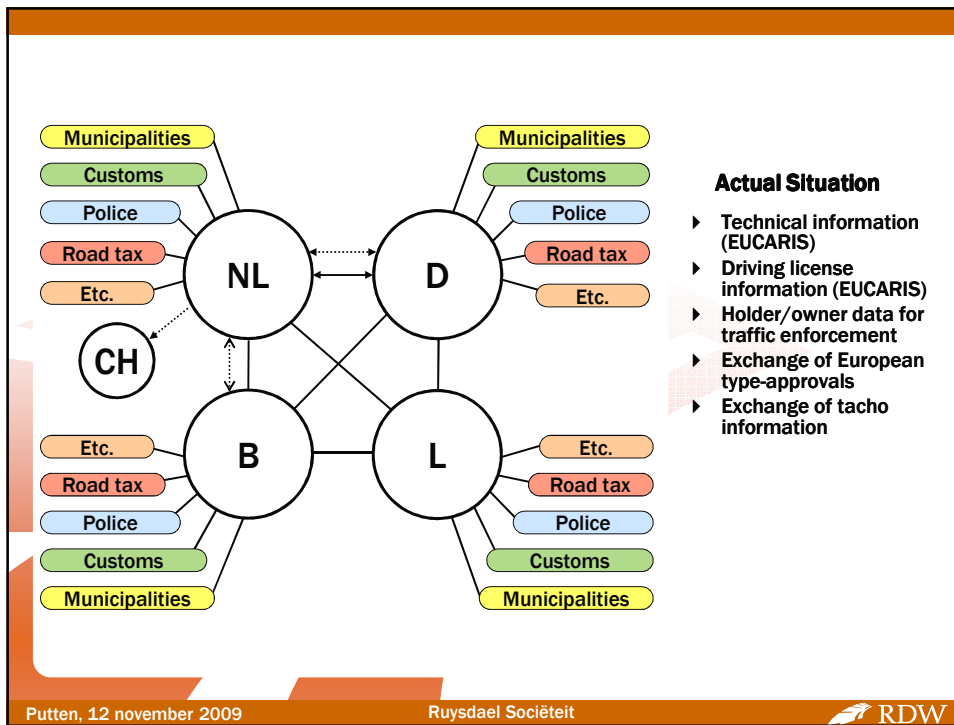 Municipalities
Customs
Police
Road tax
Etc.
Municipalities
Customs
Police
Road tax
Etc.
NL
D
CH
B
L
Etc.
Road tax
Police
Customs
Municipalities
Etc.
Road tax
Police
Customs
Municipalities
Actual Situation
Technical information
(EUCARIS)
Driving license
information (EUCARIS)
Holder/owner data for
traffic enforcement
Exchange of European
type-approvals
Exchange of tacho
information
Putten, 12 november 2009
Ruysdael Sociëteit
RDW